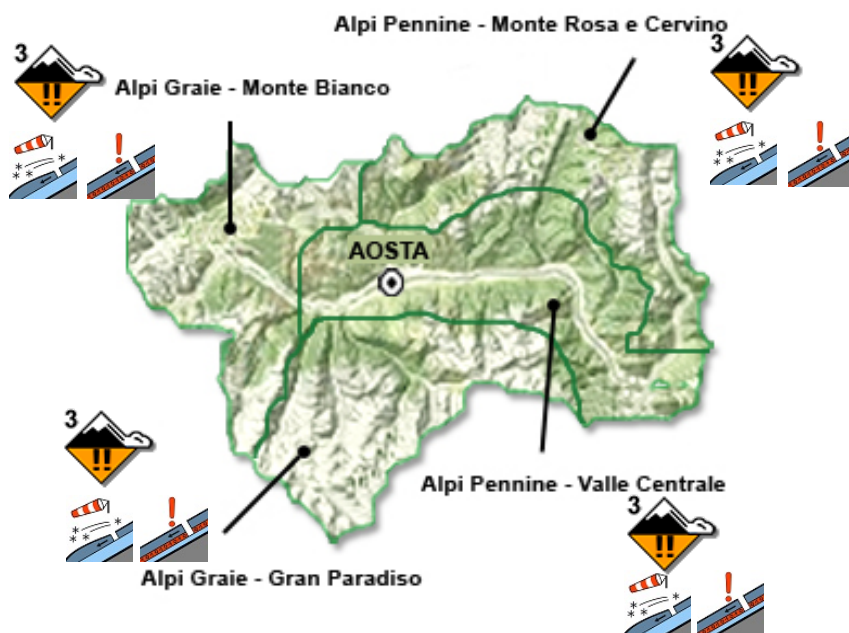 Alpi Pennine - Monte Rosa e Cervino
3
!!
3
!!
Alpi Graie - Monte Bianco
!
!
AOSTA
3
!!
!
Alpi Pennine - Valle Centrale
3
!!
Alpi Graie - Gran Paradiso
!